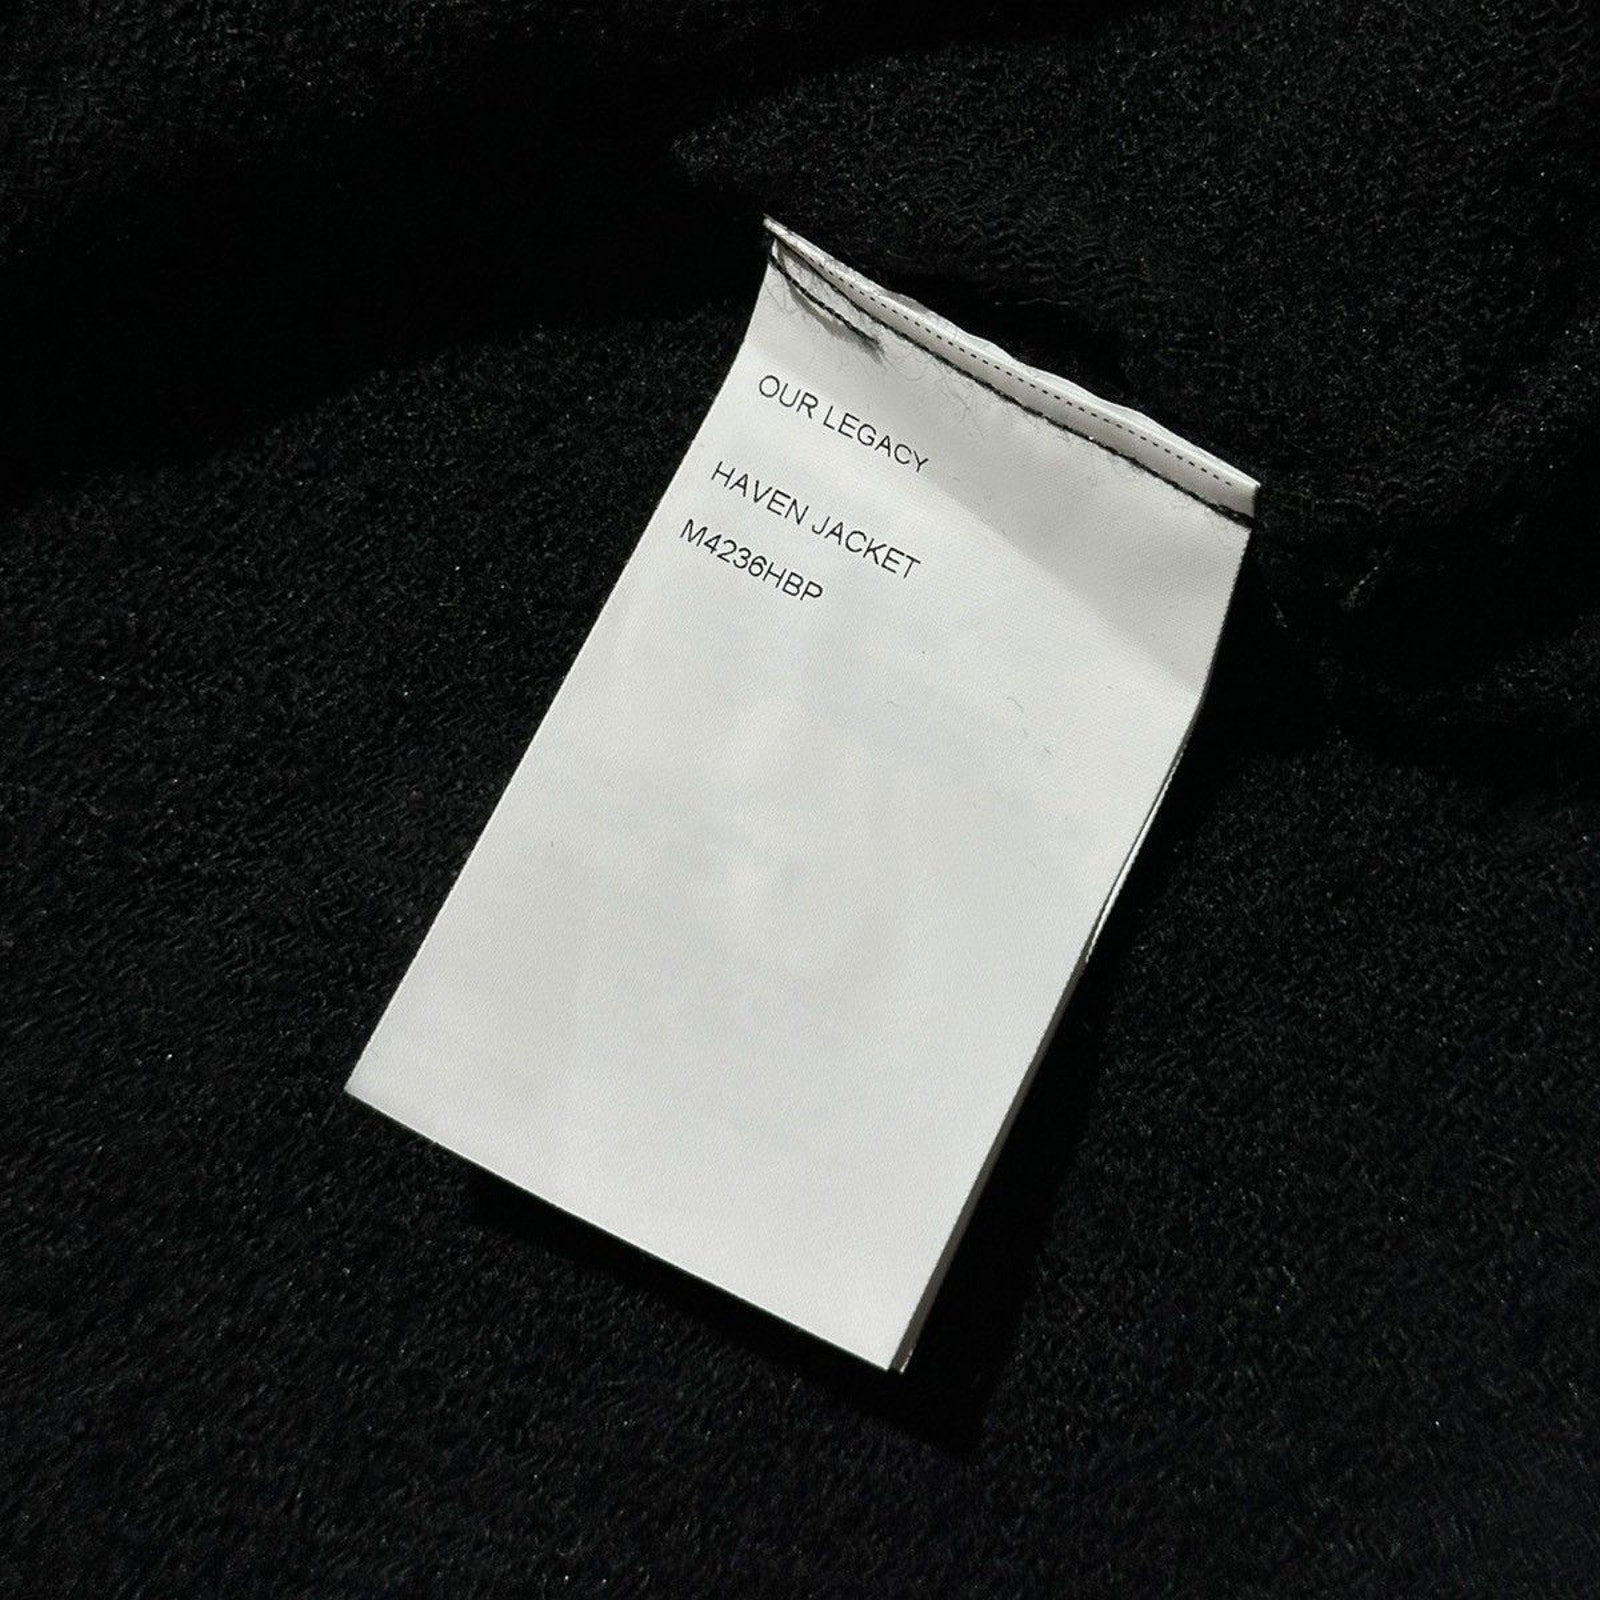 OUR LEGACY
HAVEN JACKET
M4236HBP